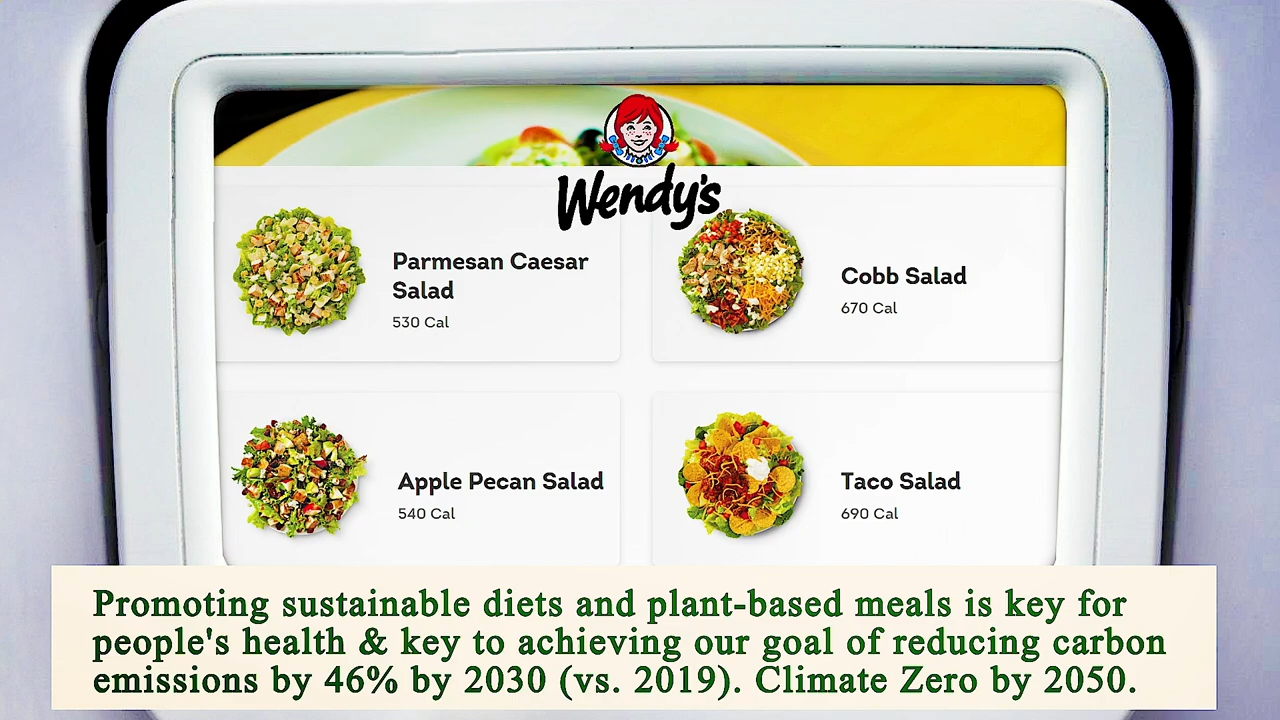 Wendy's
Parmesan Caesar
Salad
530 Cal
Cobb Salad
670 Cal
Apple Pecan Salad
540 Cal
Taco Salad
690 Cal
Promoting sustainable diets and plant-based meals is key for
people's health & key to achieving our goal of reducing carbon
emissions by 46% by 2030 (vs. 2019). Climate Zero by 2050.